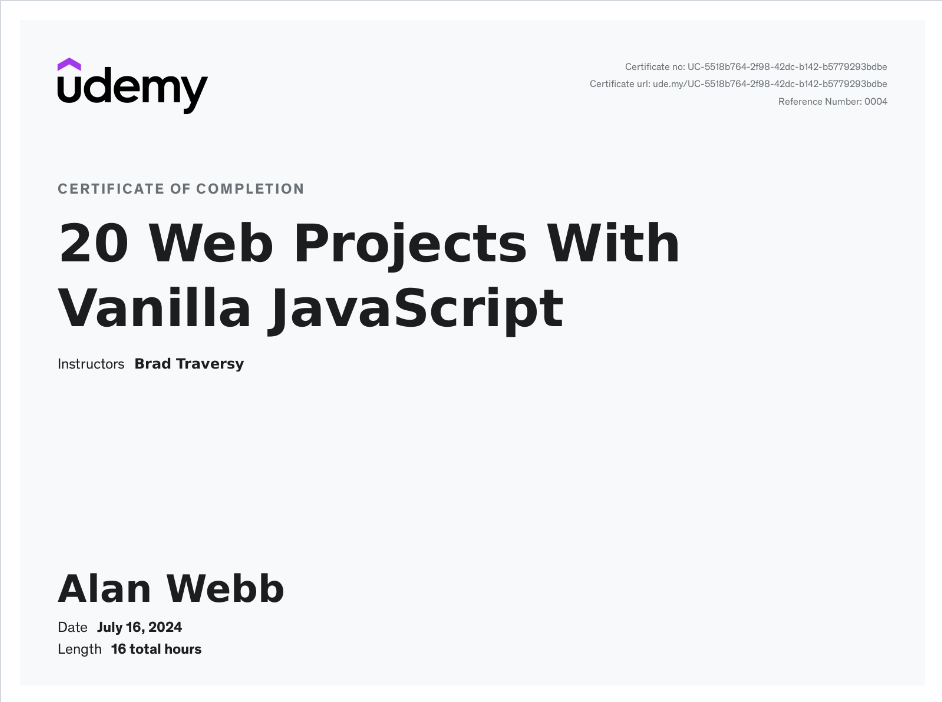 udemy
Certificate no: UC-5518b764-2f98-42dc-b142-b5779293bdbe
Certificate url: ude.my/UC-5518b764-2f98-42dc-b142-b5779293bdbe
Reference Number: 0004
CERTIFICATE OF COMPLETION
20 Web Projects With
Vanilla JavaScript
Instructors Brad Traversy
Alan Webb
Date July 16, 2024
Length 16 total hours